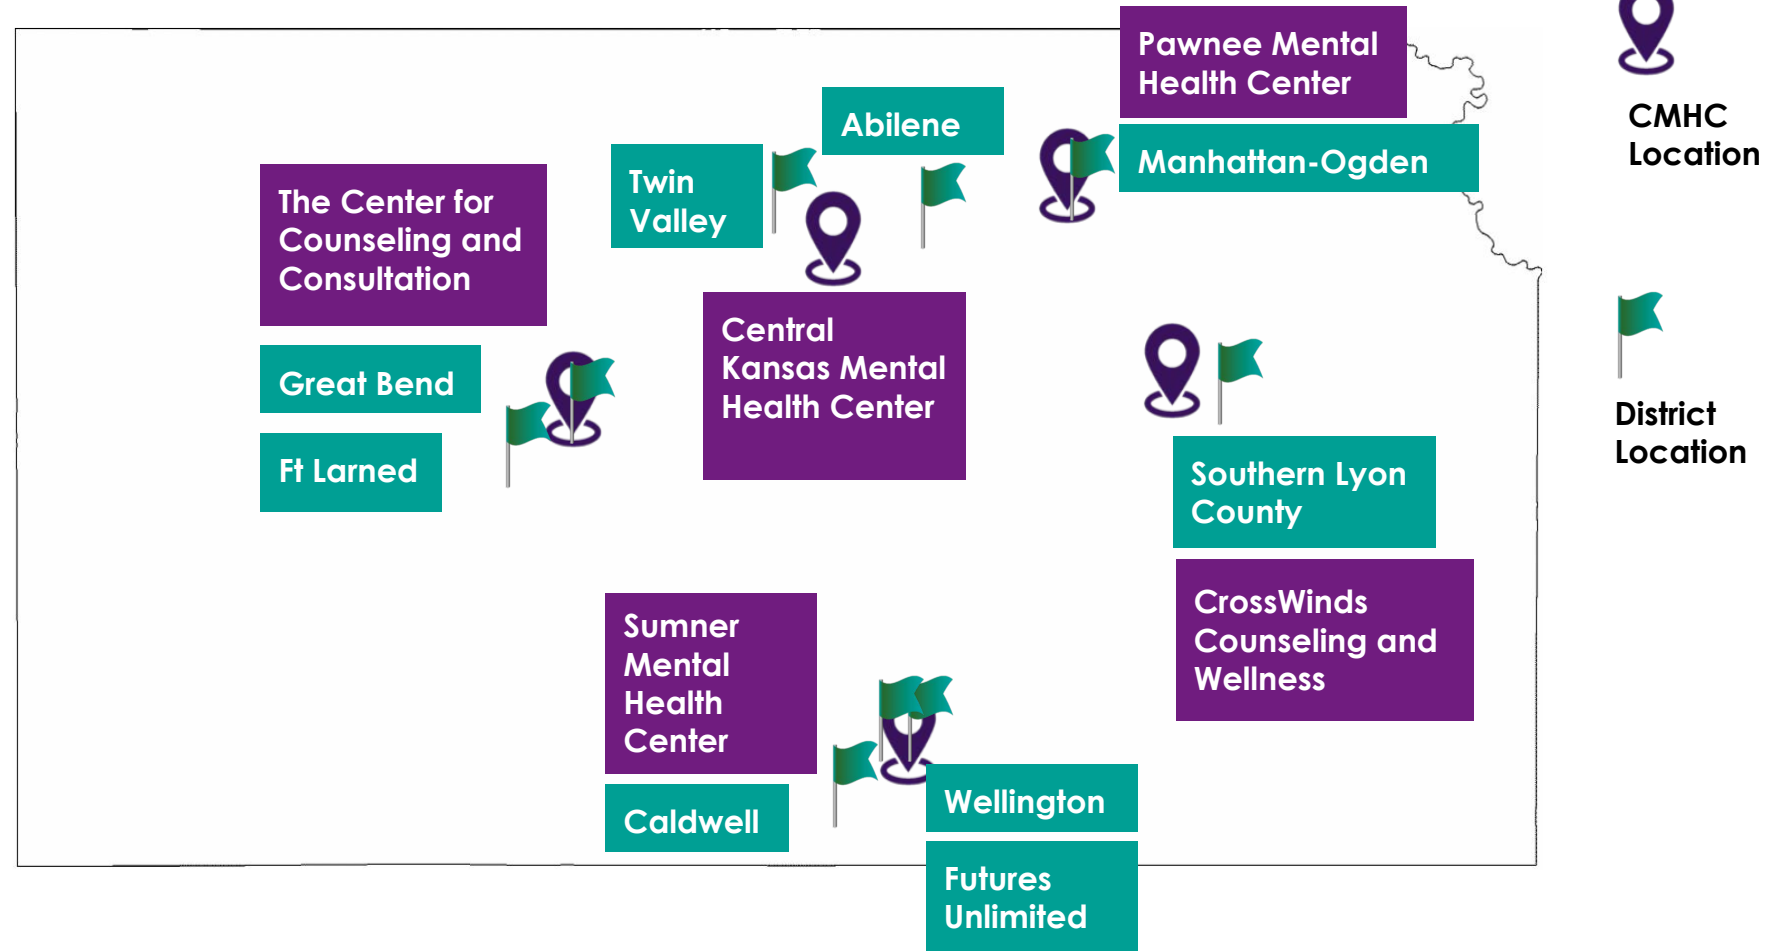 Pawnee Mental
Health Center
Manhattan-Ogden
Abilene
Twin
Valley
The Center for
Counseling and
Consultation
Great Bend
Ft Larned
Central
Kansas Mental
Health Center
Southern Lyon
County
CrossWinds
Counseling and
Wellness
Sumner
Mental
Health
Center
Caldwell
Wellington
Futures
Unlimited
CMHC
Location
District
Location